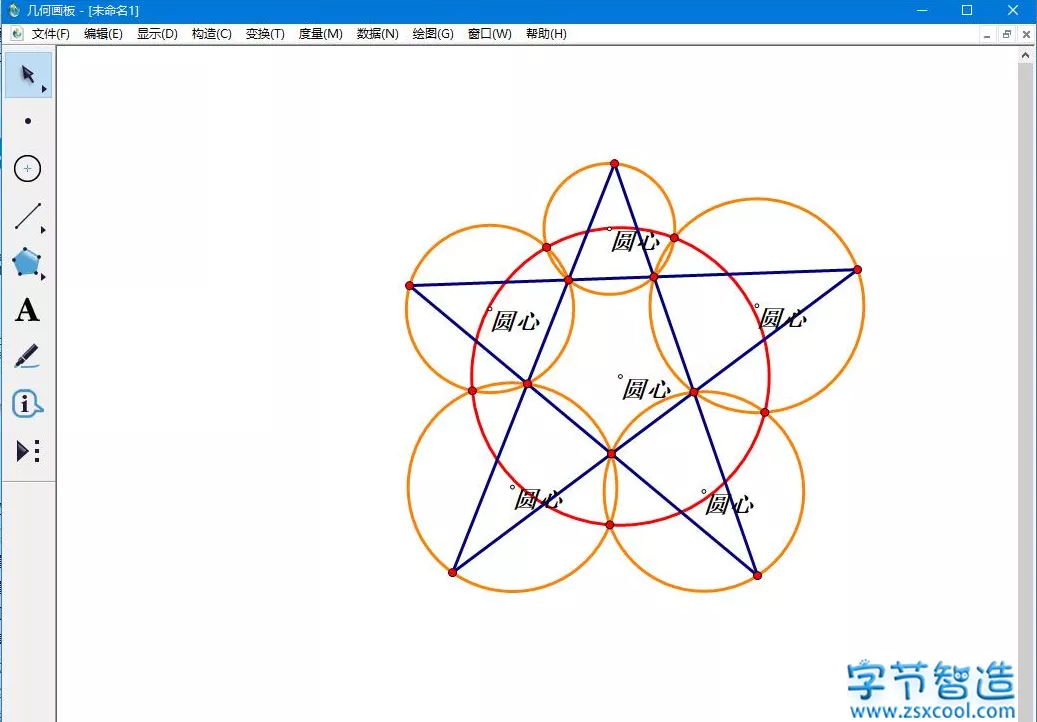 几何画板 - [未命名1]
文件(F) 编辑(E) 显示(D) 构造(C) 变换(T) 度量(M) 数据(N) 绘图(G) 窗口(W) 帮助(H)
A
i
圆心
圆心
圆心
圆心
圆心
圆心
字节智造
www.zsxcool.com